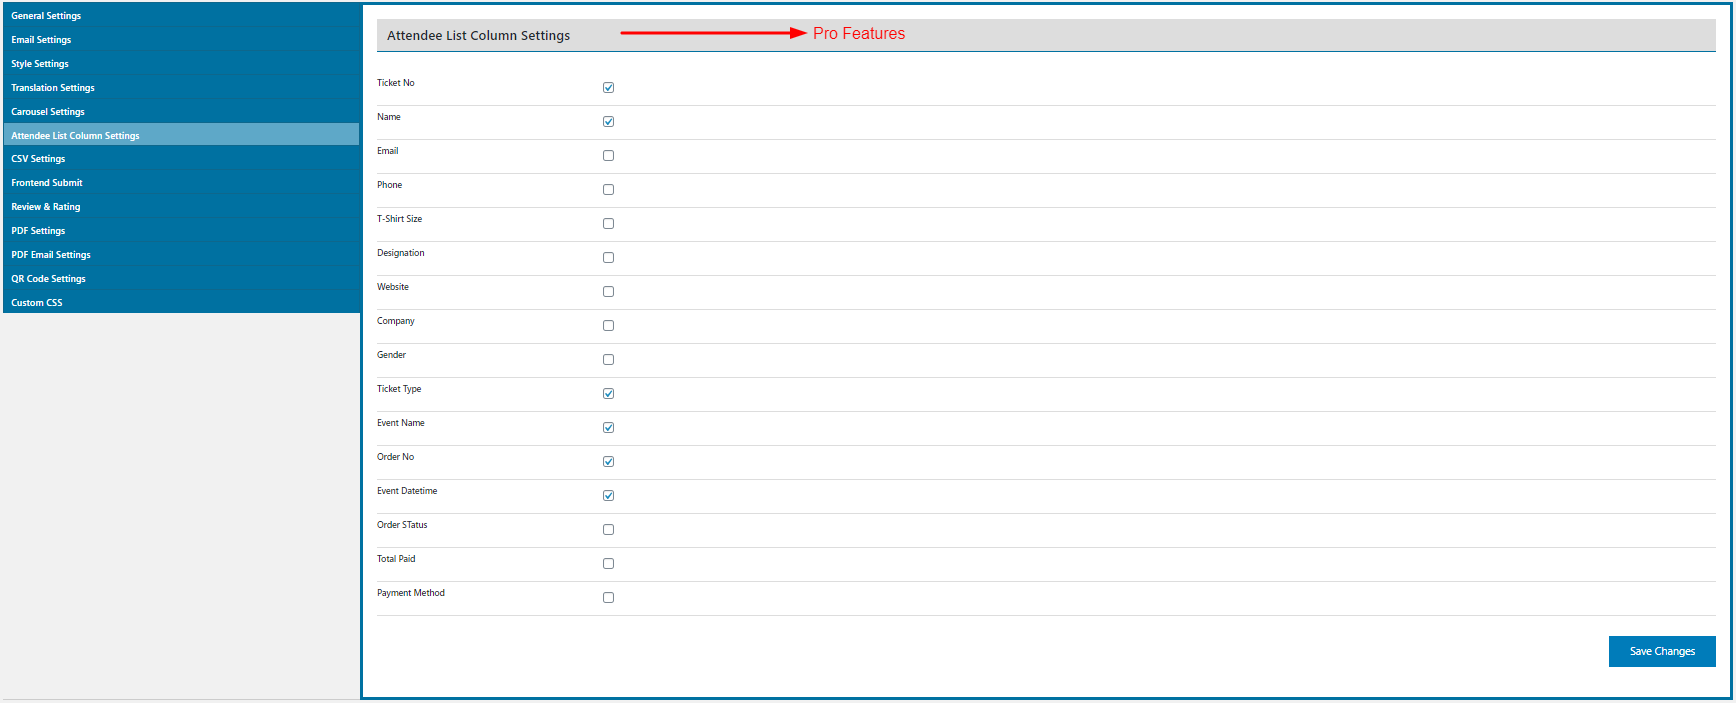 General Settings
Email Settings
Style Settings
Translation Settings
Carousel Settings
Attendee List Column Settings
CSV Settings
Frontend Submit
Review & Rating
PDF Settings
PDF Email Settings
QR Code Settings
Custom CSS
Attendee List Column Settings Pro Features
Ticket No
Name
Email
Phone
T-Shirt Size
Designation
Website
Company
Gender
Ticket Type
Event Name
Order No
Event Datetime
Order STatus
Total Paid
Payment Method
Save Changes